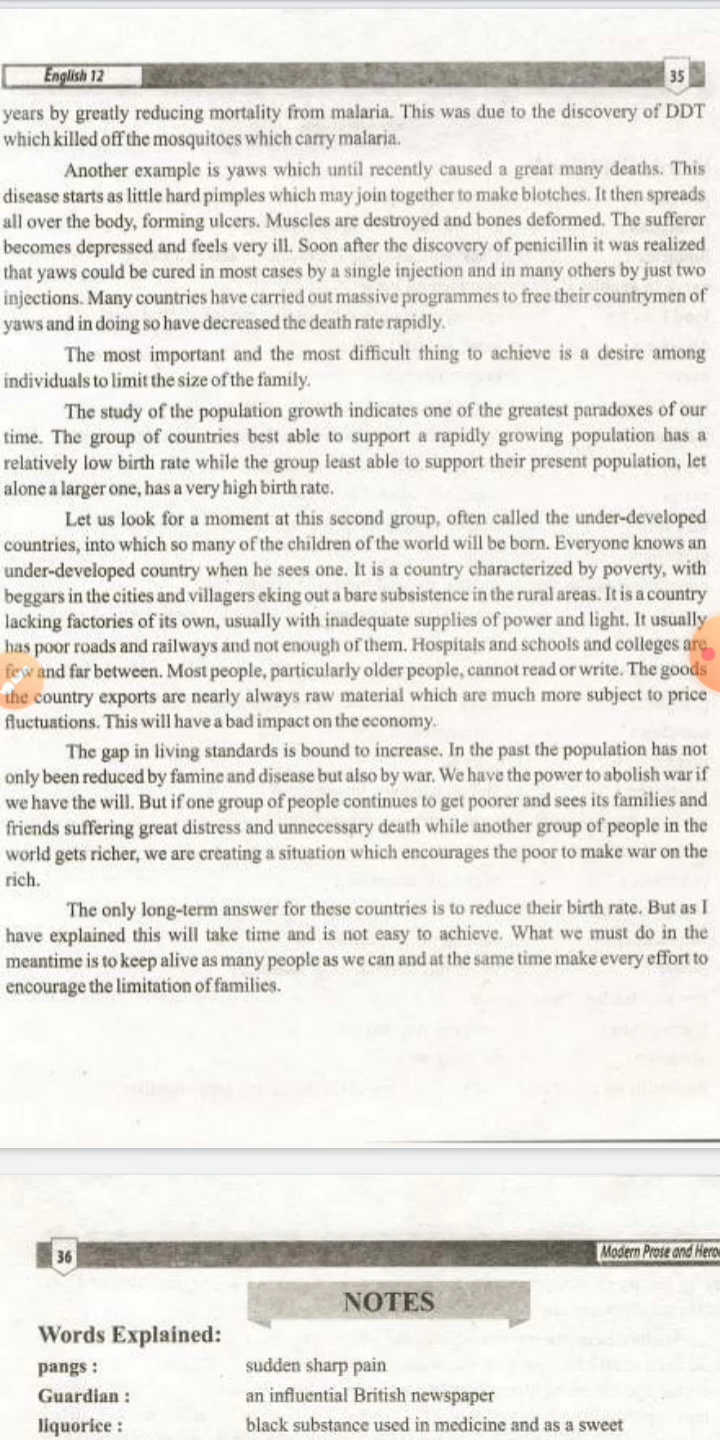 English 12
35
years by greatly reducing mortality from malaria. This was due to the discovery of DDT
which killed off the mosquitoes which carry malaria.
Another example is yaws which until recently caused a great many deaths. This
disease starts as little hard pimples which may join together to make blotches. It then spreads
all over the body, forming ulcers. Muscles are destroyed and bones deformed. The sufferer
becomes depressed and feels very ill. Soon after the discovery of penicillin it was realized
that yaws could be cured in most cases by a single injection and in many others by just two
injections. Many countries have carried out massive programmes to free their countrymen of
yaws and in doing so have decreased the death rate rapidly.
The most important and the most difficult thing to achieve is a desire among
individuals to limit the size of the family.
The study of the population growth indicates one of the greatest paradoxes of our
time. The group of countries best able to support a rapidly growing population has a
relatively low birth rate while the group least able to support their present population, let
alone a larger one, has a very high birth rate.
Let us look for a moment at this second group, often called the under-developed
countries, into which so many of the children of the world will be born. Everyone knows an
under-developed country when he sees one. It is a country characterized by poverty, with
beggars in the cities and villagers eking out a bare subsistence in the rural areas. It is a country
lacking factories of its own, usually with inadequate supplies of power and light. It usually
has poor roads and railways and not enough of them. Hospitals and schools and colleges are
few and far between. Most people, particularly older people, cannot read or write. The goods
the country exports are nearly always raw material which are much more subject to price
fluctuations. This will have a bad impact on the economy.
The gap in living standards is bound to increase. In the past the population has not
only been reduced by famine and disease but also by war. We have the power to abolish war if
we have the will. But if one group of people continues to get poorer and sees its families and
friends suffering great distress and unnecessary death while another group of people in the
world gets richer, we are creating a situation which encourages the poor to make war on the
rich.
The only long-term answer for these countries is to reduce their birth rate. But as I
have explained this will take time and is not easy to achieve. What we must do in the
meantime is to keep alive as many people as we can and at the same time make every effort to
encourage the limitation of families.
36
Modern Prose and Hero
NOTES
Words Explained:
pangs : sudden sharp pain
Guardian : an influential British newspaper
liquorice : black substance used in medicine and as a sweet